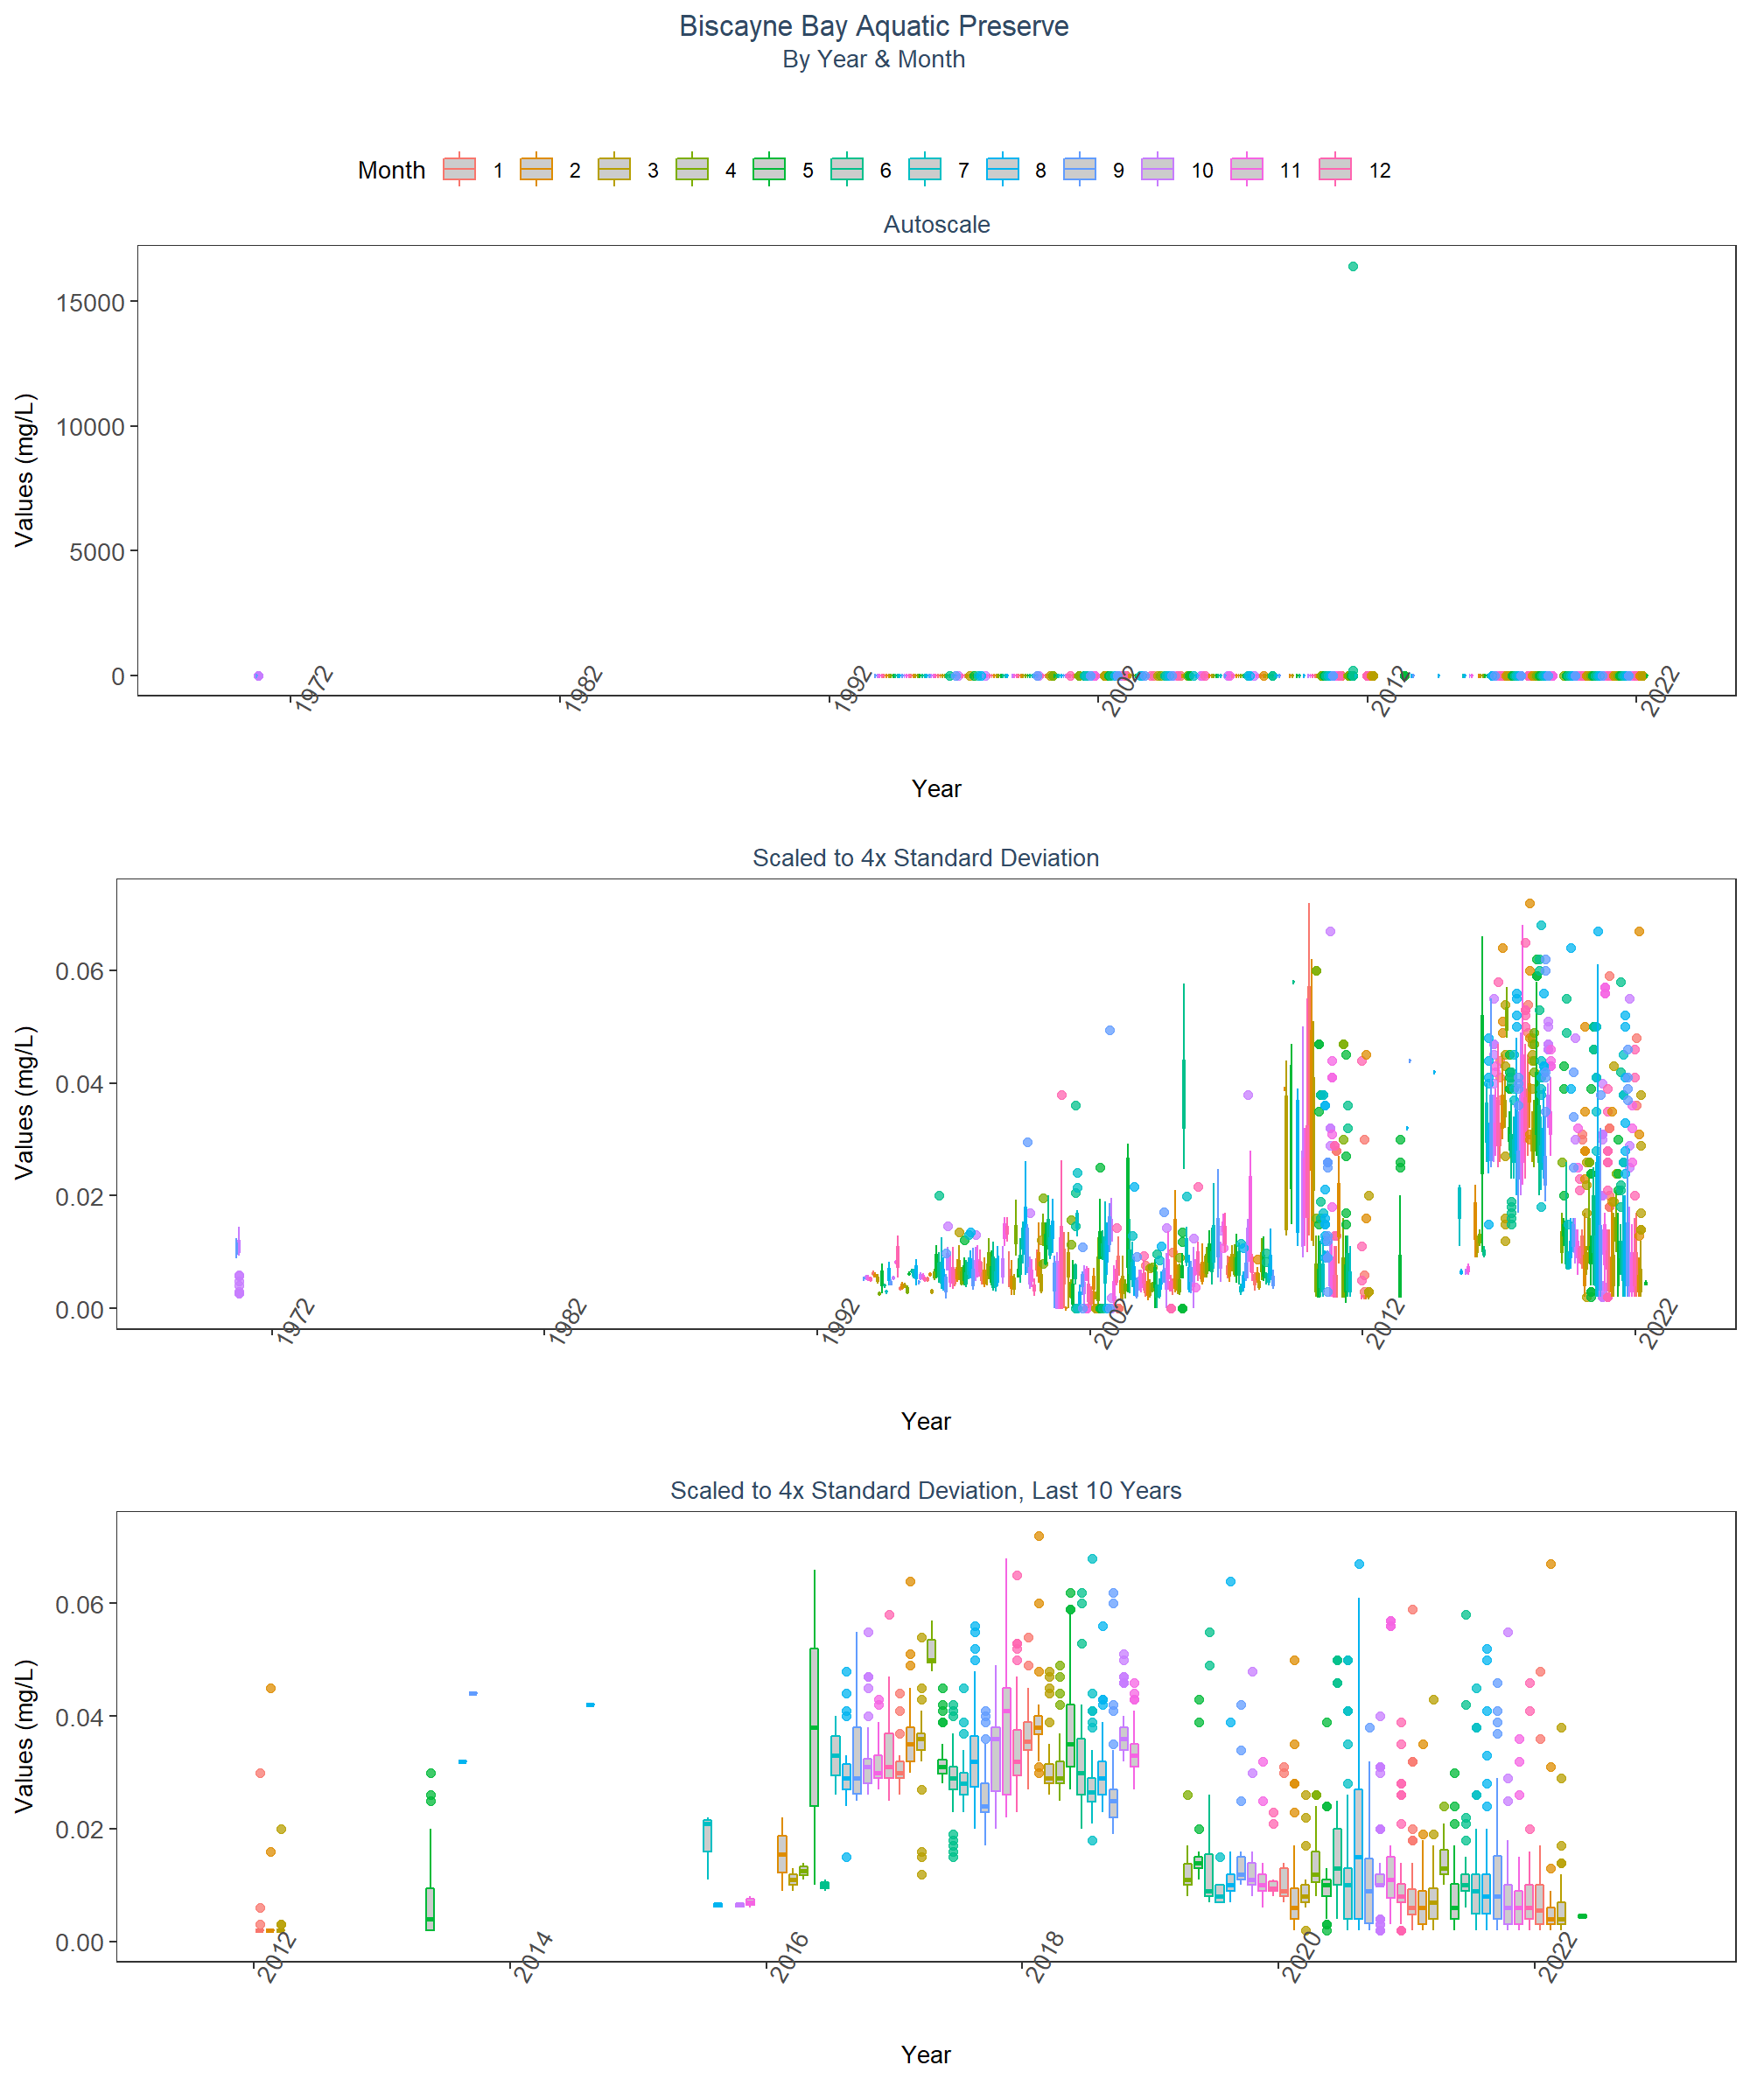 Biscayne Bay Aquatic Preserve
By Year & Month
Month 1 2 3 4 5 6 7 8 9 10 11 12
Autoscale
Values (mg/L)
15000
10000
5000
0
1972 1982 1992 2002 2012 2022
Year
Scaled to 4x Standard Deviation
Values (mg/L)
0.06
0.04
0.02
0.00
1972 1982 1992 2002 2012 2022
Year
Scaled to 4x Standard Deviation, Last 10 Years
Values (mg/L)
0.06
0.04
0.02
0.00
2012 2014 2016 2018 2020 2022
Year